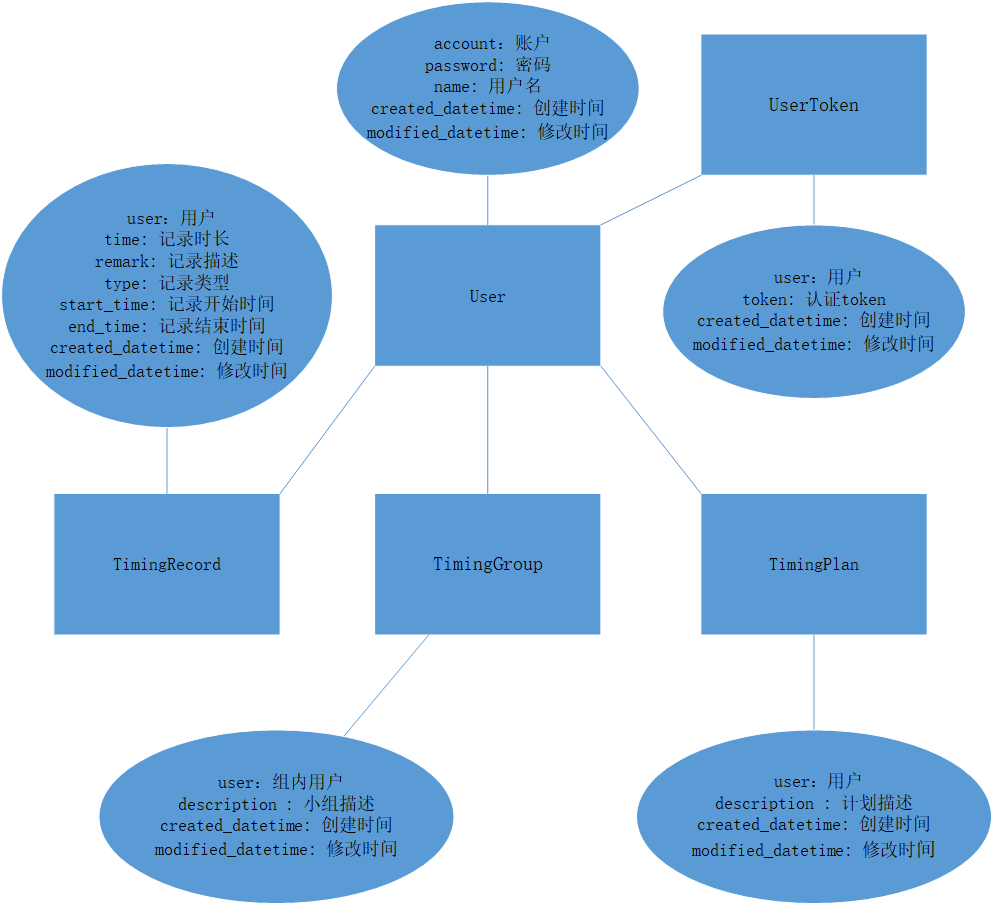 account：账户
password：密码
name：用户名
created_datetime：创建时间
modified_datetime：修改时间
UserToken
user：用户
time：记录时长
remark：记录描述
type：记录类型
start_time：记录开始时间
end_time：记录结束时间
created_datetime：创建时间
modified_datetime：修改时间
User
user：用户
token：认证token
created_datetime：创建时间
modified_datetime：修改时间
TimingRecord
TimingGroup
TimingPlan
user：组内用户
description : 小组描述
created_datetime：创建时间
modified_datetime：修改时间
user：用户
description : 计划描述
created_datetime：创建时间
modified_datetime：修改时间